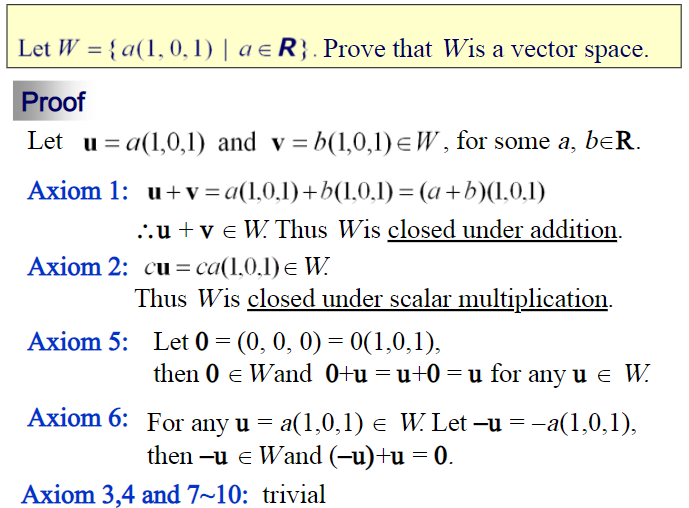 Let W = { a(1, 0, 1) | a ∈ R}. Prove that W is a vector space.
Proof
Let u = a(1,0,1) and v = b(1,0,1) ∈ W, for some a, b∈R.
Axiom 1: u + v = a(1,0,1) + b(1,0,1) = (a + b)(1,0,1)
∴u + v ∈ W. Thus W is closed under addition.
Axiom 2: cu = ca(1,0,1) ∈ W.
Thus W is closed under scalar multiplication.
Axiom 5: Let 0 = (0, 0, 0) = 0(1,0,1),
then 0 ∈ W and 0+u = u+0 = u for any u ∈ W.
Axiom 6: For any u = a(1,0,1) ∈ W. Let –u = –a(1,0,1),
then –u ∈ W and (–u)+u = 0.
Axiom 3,4 and 7~10: trivial